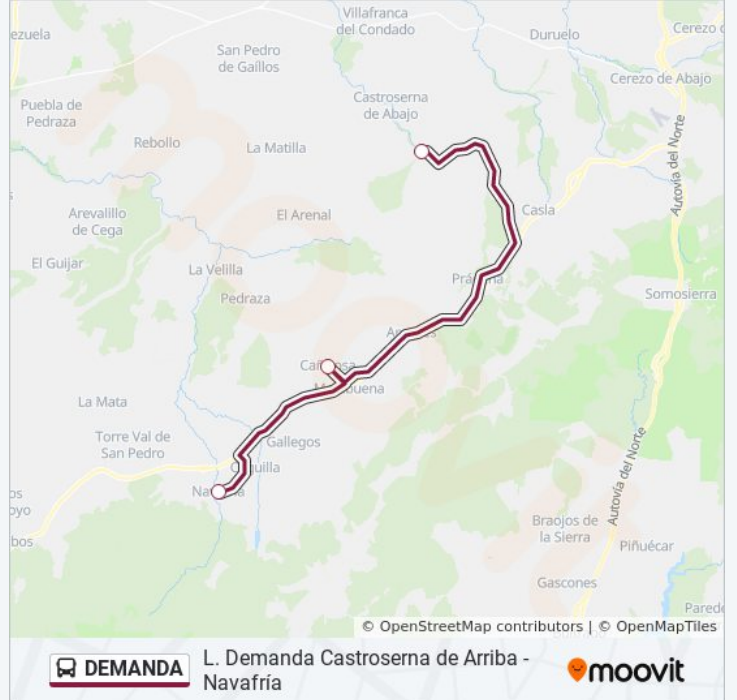 ezuela
Villafranca
del Condado
Duruelo
Cerezo
San Pedro
de Gaíllos
Cerezo de Abajo
Puebla de
Pedraza
Castroserna
de Abajo
Rebollo
La Matilla
Autovía del Norte
Arevalillo
de Cega
El Arenal
Casla
El Guijar
La Velilla
Pedraza
Somosierra
La Mata
Torre Val de
San Pedro
Gallegos
Autovía del Norte
Braojos de
la Sierra
Piñuécar
Gascones
© OpenStreetMap contributors | © OpenMapTiles
DEMANDA
L. Demanda Castroserna de Arriba -
Navafría
moovit